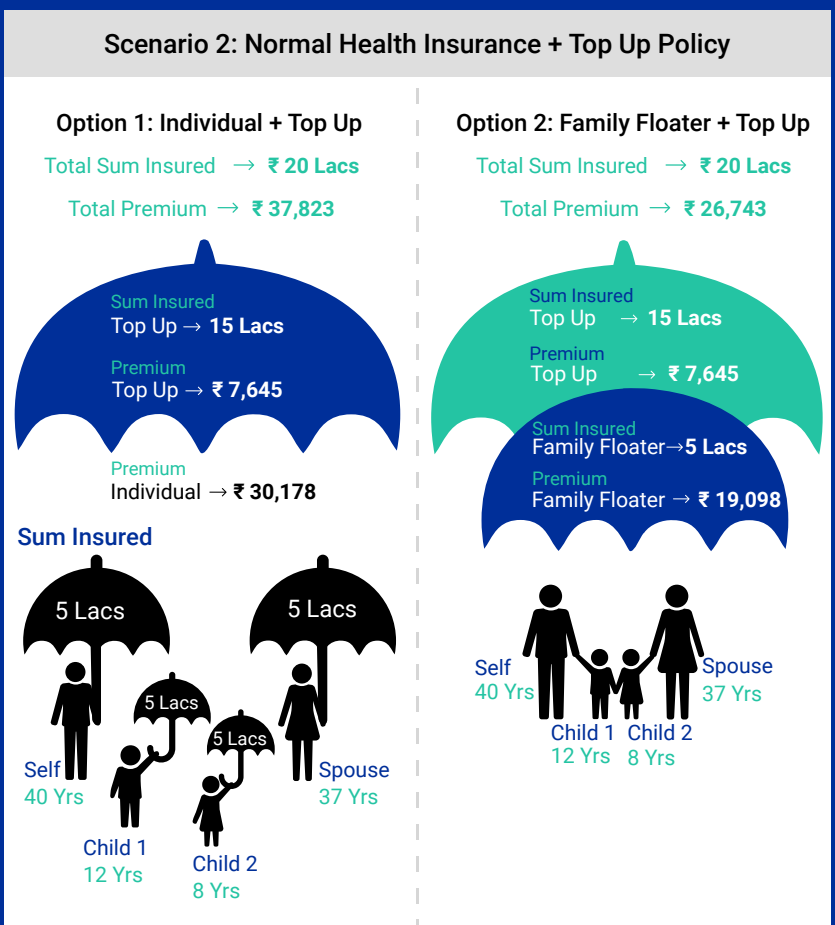 Scenario 2: Normal Health Insurance + Top Up Policy
Option 1: Individual + Top Up
Total Sum Insured → ₹ 20 Lacs
Total Premium → ₹ 37,823
Sum Insured
Top Up → 15 Lacs
Premium
Top Up → ₹ 7,645
Premium
Individual → ₹ 30,178
Sum Insured
5 Lacs
5 Lacs
5 Lacs
5 Lacs
Self
40 Yrs
Spouse
37 Yrs
Child 1
12 Yrs
Child 2
8 Yrs
Option 2: Family Floater + Top Up
Total Sum Insured → ₹ 20 Lacs
Total Premium → ₹ 26,743
Sum Insured
Top Up → 15 Lacs
Premium
Top Up → ₹ 7,645
Sum Insured
Family Floater→5 Lacs
Premium
Family Floater → ₹ 19,098
Self
40 Yrs
Spouse
37 Yrs
Child 1
12 Yrs
Child 2
8 Yrs